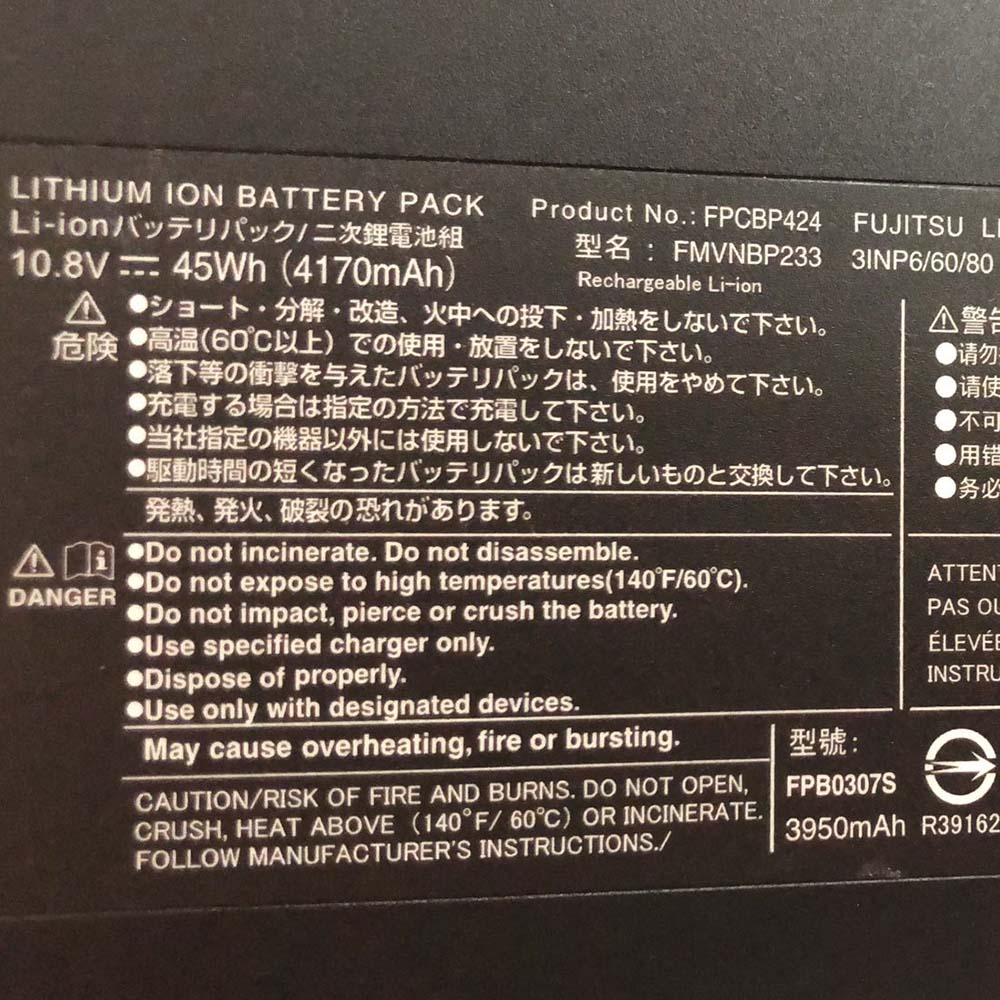 LITHIUM ION BATTERY PACK
Product No.: FPCBP424
FUJITSU
Li-ionバッテリパック/二次鋰電池組
型名: FMVNBP233
3INP6/60/80
10.8V ⎓ 45Wh (4170mAh)
Rechargeable Li-ion
危険
●ショート・分解・改造、火中への投下・加熱をしないで下さい。
●高温(60℃以上)での使用・放置をしないで下さい。
●落下等の衝撃を与えたバッテリパックは、使用をやめて下さい。
●充電する場合は指定の方法で充電して下さい。
●当社指定の機器以外には使用しないで下さい。
●駆動時間の短くなったバッテリパックは新しいものと交換して下さい。
発熱、発火、破裂の恐れがあります。
警告
●请勿
●请使
●不可
●用错
●务必
DANGER
●Do not incinerate. Do not disassemble.
●Do not expose to high temperatures(140°F/60°C).
●Do not impact, pierce or crush the battery.
●Use specified charger only.
●Dispose of properly.
●Use only with designated devices.
May cause overheating, fire or bursting.
CAUTION/RISK OF FIRE AND BURNS. DO NOT OPEN,
CRUSH, HEAT ABOVE (140°F/ 60℃) OR INCINERATE.
FOLLOW MANUFACTURER'S INSTRUCTIONS./
ATTENT
PAS OU
ÉLEVÉE
INSTRU
型號:
FPB0307S
3950mAh
R39162